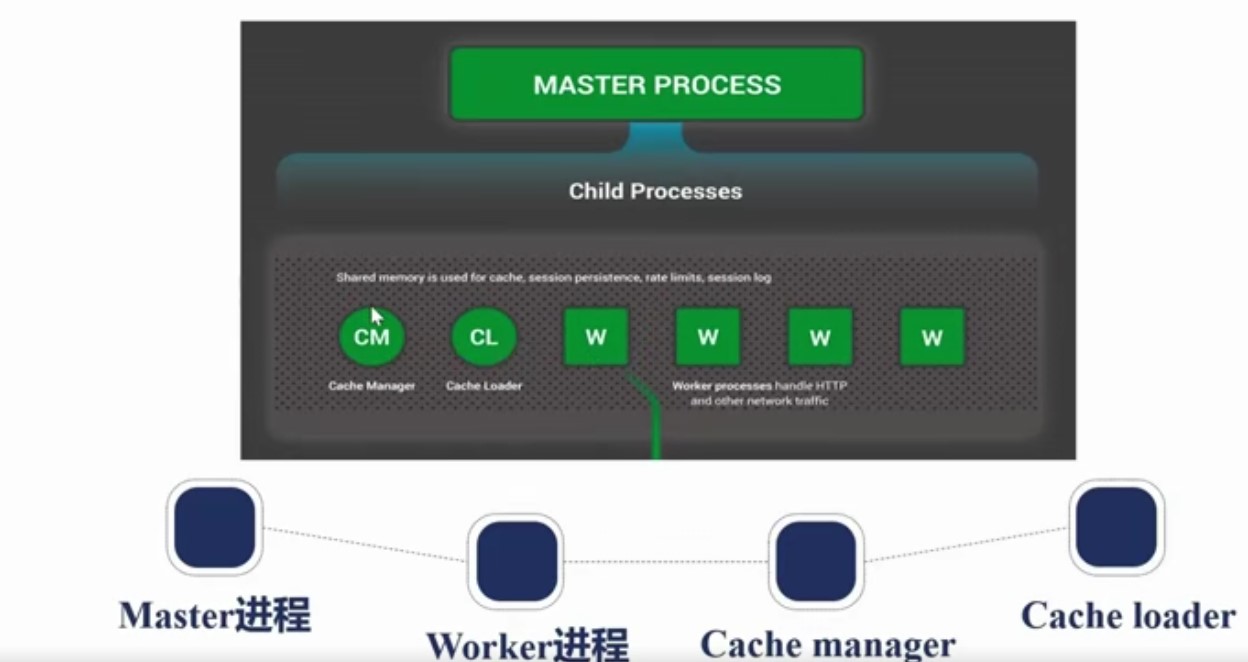 MASTER PROCESS
Child Processes
Shared memory is used for cache, session persistence, rate limits, session log
CM
CL
W
W
W
W
Cache Manager
Cache Loader
Worker processes handle HTTP
and other network traffic
Master进程
Worker进程
Cache manager
Cache loader